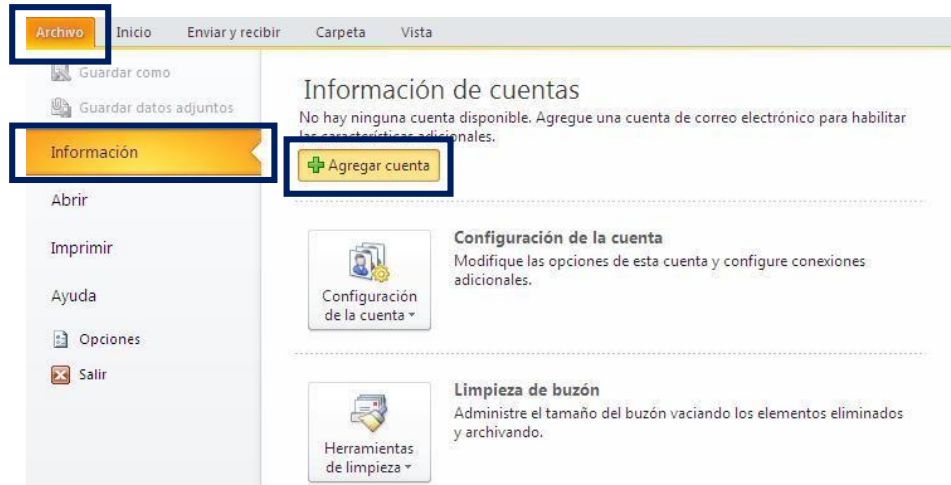 Archivo Inicio Enviar y recibir Carpeta Vista
Guardar como
Guardar datos adjuntos
Información
Abrir
Imprimir
Ayuda
Opciones
Salir
Información de cuentas
No hay ninguna cuenta disponible. Agregue una cuenta de correo electrónico para habilitar
las características adicionales.
Agregar cuenta
Configuración
de la cuenta
Configuración de la cuenta
Modifique las opciones de esta cuenta y configure conexiones
adicionales.
Herramientas
de limpieza
Limpieza de buzón
Administre el tamaño del buzón vaciando los elementos eliminados
y archivando.